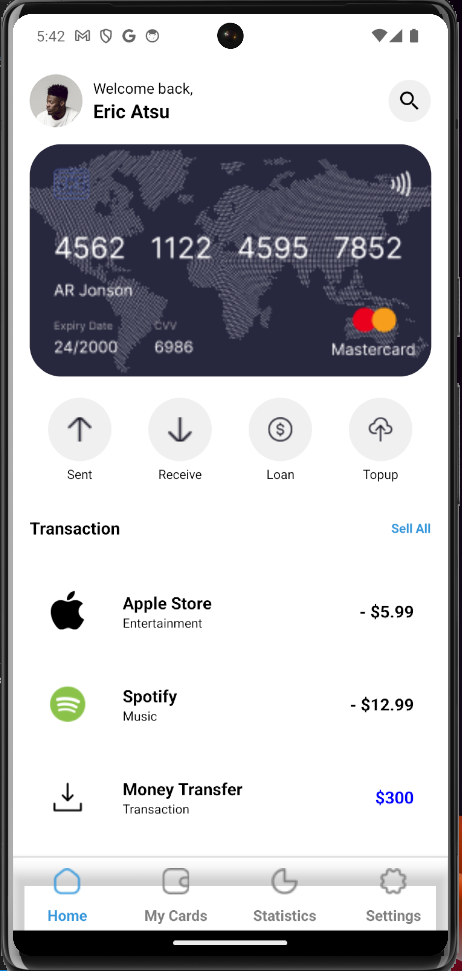 5:42
Welcome back,
Eric Atsu
4562 1122 4595 7852
AR Jonson
Expiry Date CVV
24/2000 6986
Mastercard
Sent Receive Loan Topup
Transaction Sell All
Apple Store
- $5.99
Entertainment
Spotify
- $12.99
Music
Money Transfer
$300
Transaction
Home My Cards Statistics Settings